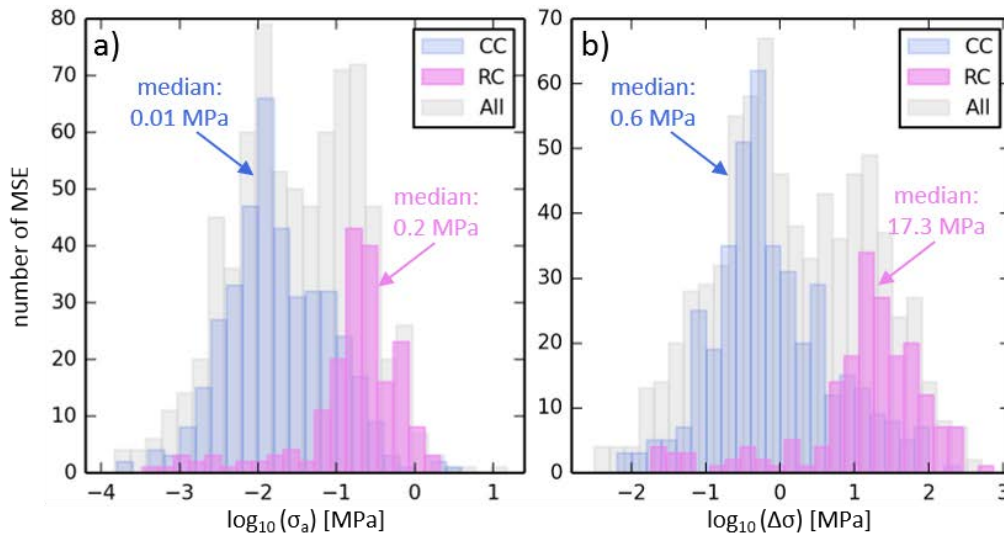 a)
CC
RC
All
median:
0.01 MPa
median:
0.2 MPa
number of MSE
80
70
60
50
40
30
20
10
0
−4
−3
−2
−1
0
1
log₁₀ (σₐ) [MPa]
b)
CC
RC
All
median:
0.6 MPa
median:
17.3 MPa
70
60
50
40
30
20
10
0
−2
−1
0
1
2
3
log₁₀ (Δσ) [MPa]